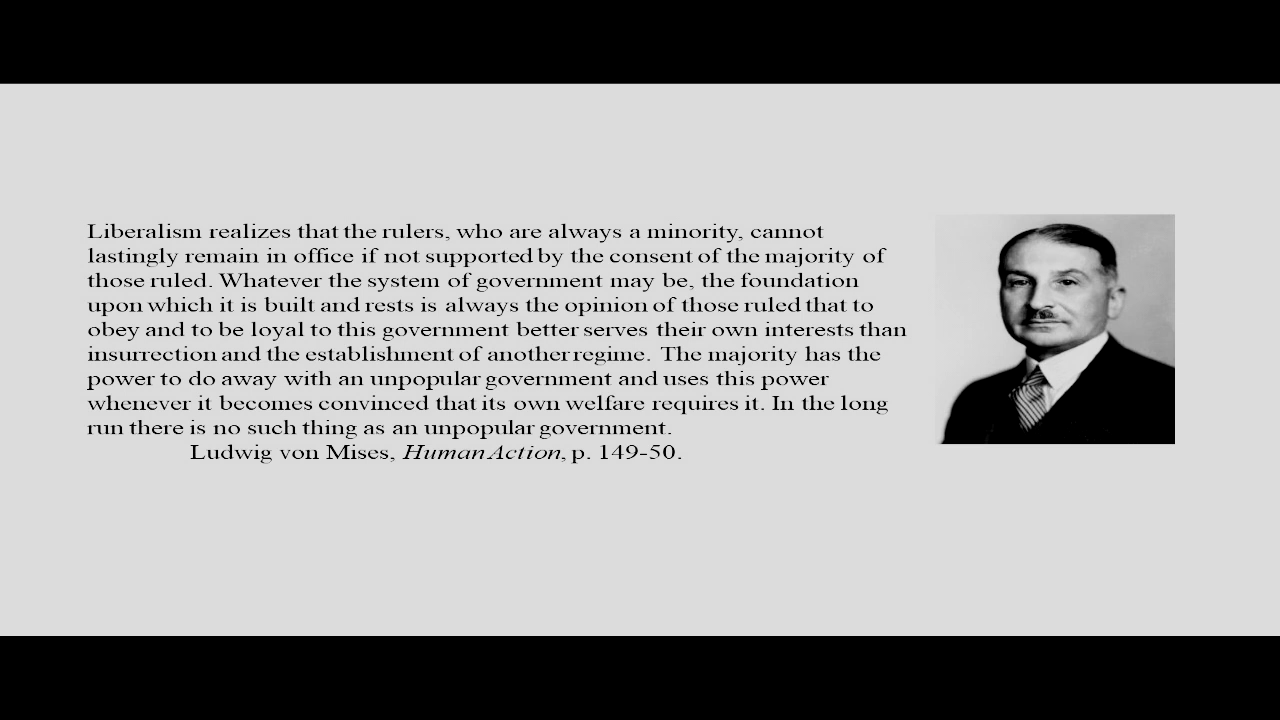 Liberalism realizes that the rulers, who are always a minority, cannot
lastingly remain in office if not supported by the consent of the majority of
those ruled. Whatever the system of government may be, the foundation
upon which it is built and rests is always the opinion of those ruled that to
obey and to be loyal to this government better serves their own interests than
insurrection and the establishment of another regime. The majority has the
power to do away with an unpopular government and uses this power
whenever it becomes convinced that its own welfare requires it. In the long
run there is no such thing as an unpopular government.
Ludwig von Mises, Human Action, p. 149-50.